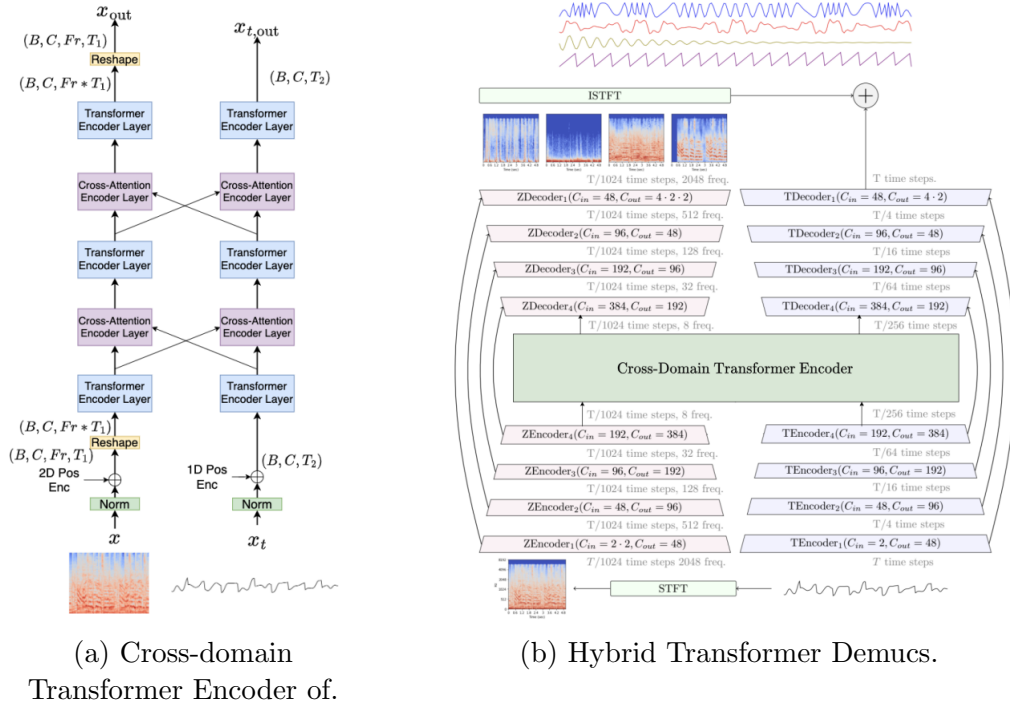 x_out
x_{t,out}
(B, C, Fr, T_1)
Reshape
(B, C, Fr * T_1)
(B, C, T_2)
Transformer
Encoder Layer
Transformer
Encoder Layer
Cross-Attention
Encoder Layer
Cross-Attention
Encoder Layer
Transformer
Encoder Layer
Transformer
Encoder Layer
Cross-Attention
Encoder Layer
Cross-Attention
Encoder Layer
Transformer
Encoder Layer
Transformer
Encoder Layer
(B, C, Fr * T_1)
Reshape
(B, C, Fr, T_1)
(B, C, T_2)
2D Pos
Enc
1D Pos
Enc
Norm
Norm
x
x_t
(a) Cross-domain
Transformer Encoder of.
ISTFT
+
T/1024 time steps, 2048 freq.
T time steps.
ZDecoder_1(C_in = 48, C_out = 4 · 2 · 2)
TDecoder_1(C_in = 48, C_out = 4 · 2)
T/1024 time steps, 512 freq.
T/4 time steps
ZDecoder_2(C_in = 96, C_out = 48)
TDecoder_2(C_in = 96, C_out = 48)
T/1024 time steps, 128 freq.
T/16 time steps
ZDecoder_3(C_in = 192, C_out = 96)
TDecoder_3(C_in = 192, C_out = 96)
T/1024 time steps, 32 freq.
T/64 time steps
ZDecoder_4(C_in = 384, C_out = 192)
TDecoder_4(C_in = 384, C_out = 192)
T/1024 time steps, 8 freq.
T/256 time steps
Cross-Domain Transformer Encoder
T/1024 time steps, 8 freq.
T/256 time steps
ZEncoder_4(C_in = 192, C_out = 384)
TEncoder_4(C_in = 192, C_out = 384)
T/1024 time steps, 32 freq.
T/64 time steps
ZEncoder_3(C_in = 96, C_out = 192)
TEncoder_3(C_in = 96, C_out = 192)
T/1024 time steps, 128 freq.
T/16 time steps
ZEncoder_2(C_in = 48, C_out = 96)
TEncoder_2(C_in = 48, C_out = 96)
T/1024 time steps, 512 freq.
T/4 time steps
ZEncoder_1(C_in = 2 · 2, C_out = 48)
TEncoder_1(C_in = 2, C_out = 48)
T/1024 time steps 2048 freq.
T time steps
STFT
(b) Hybrid Transformer Demucs.